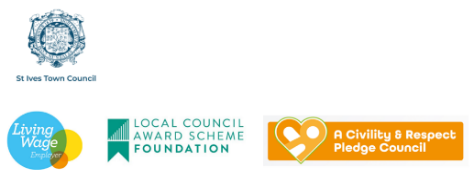 St Ives Town Council
Living
Wage
Employer
LOCAL COUNCIL
AWARD SCHEME
FOUNDATION
A Civility & Respect
Pledge Council